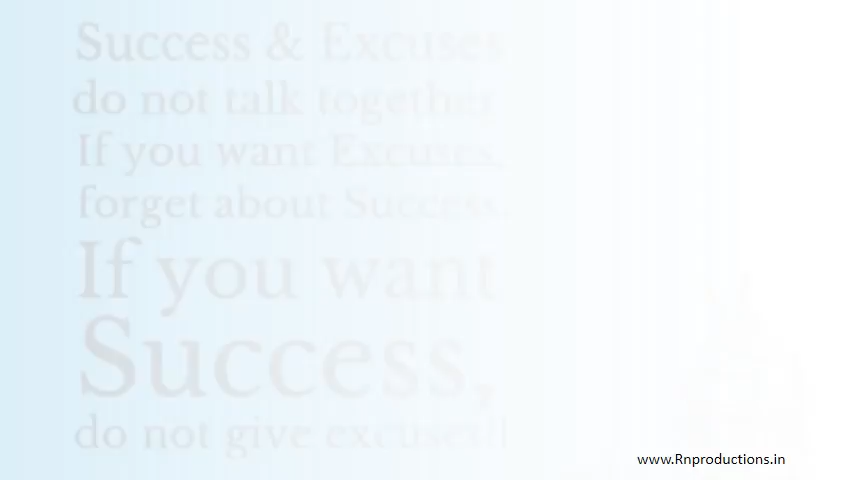 Success & Excuses
do not talk together
If you want Excuses,
forget about Success.
If you want
Success,
do not give excuses!!
www.Rnproductions.in